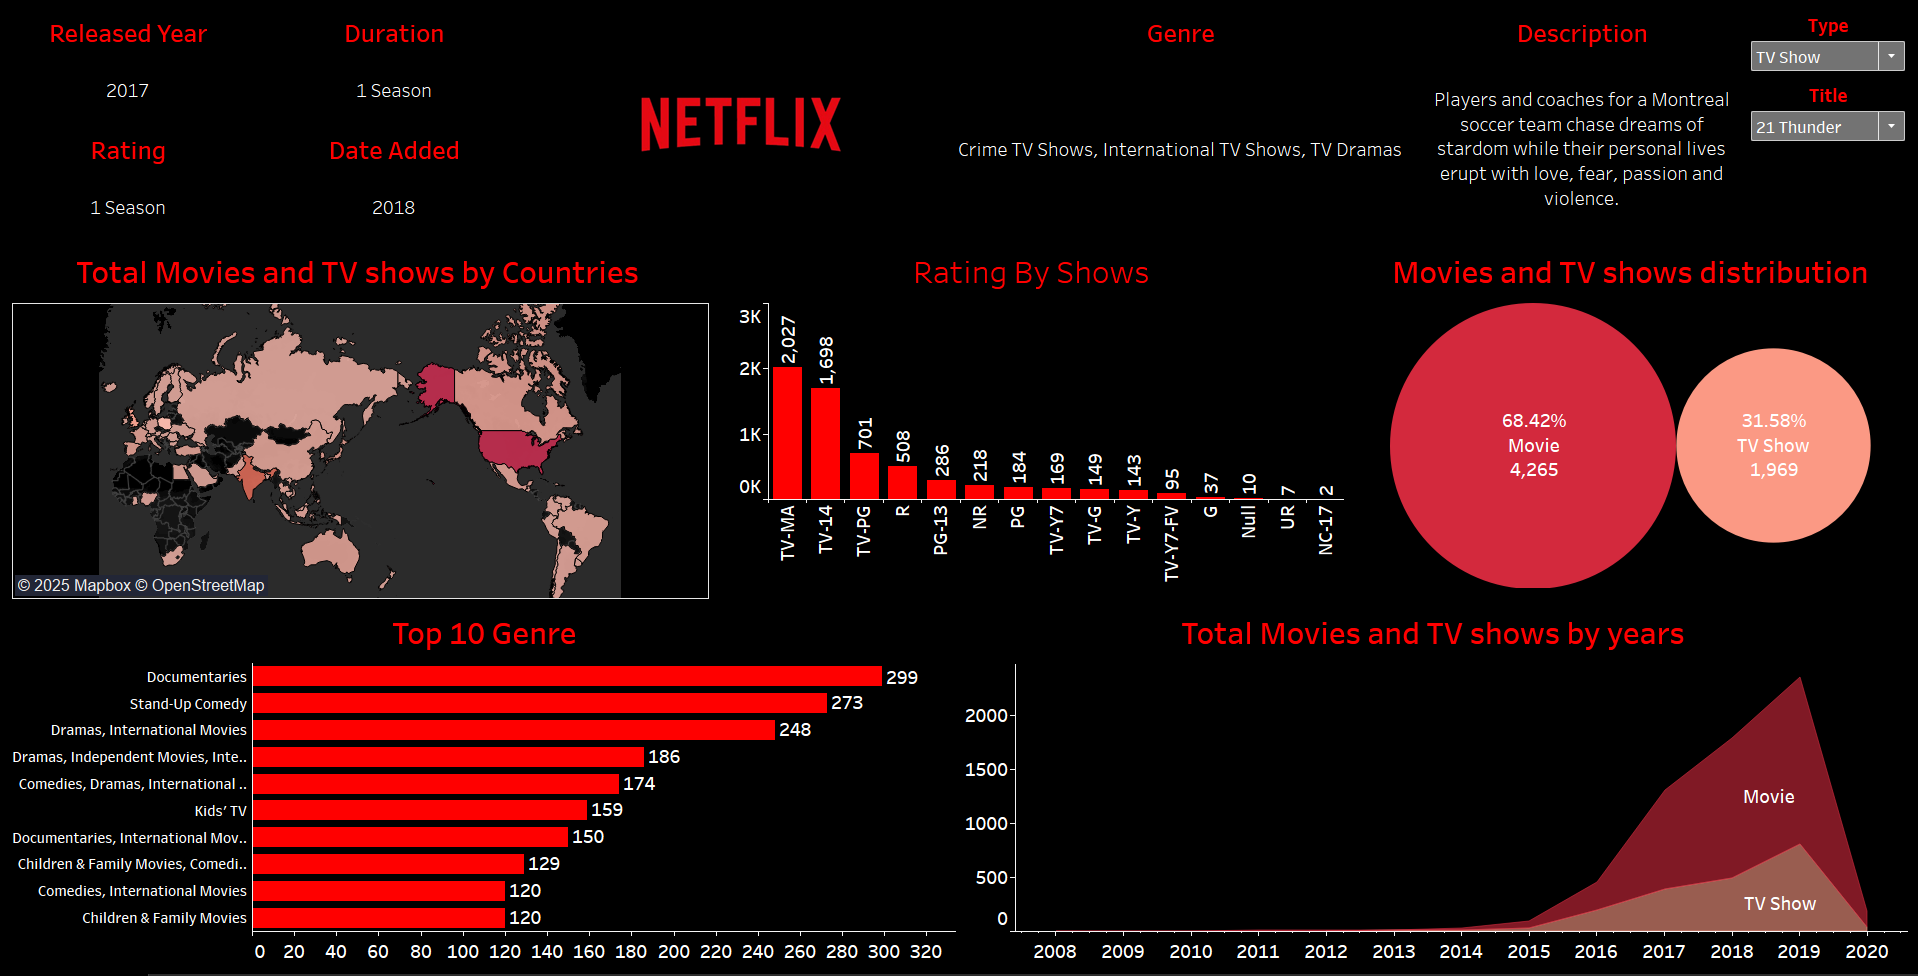 Released Year
Duration
Genre
Description
Type
TV Show
2017
1 Season
NETFLIX
Players and coaches for a Montreal
soccer team chase dreams of
stardom while their personal lives
erupt with love, fear, passion and
violence.
Title
21 Thunder
Rating
Date Added
Crime TV Shows, International TV Shows, TV Dramas
1 Season
2018
Total Movies and TV shows by Countries
© 2025 Mapbox © OpenStreetMap
Rating By Shows
3K
2K
1K
0K
2,027
1,698
701
508
286
218
184
169
149
143
95
37
10
7
2
TV-MA
TV-14
TV-PG
R
PG-13
NR
PG
TV-Y7
TV-G
TV-Y
TV-Y7-FV
G
Null
UR
NC-17
Movies and TV shows distribution
68.42%
Movie
4,265
31.58%
TV Show
1,969
Top 10 Genre
Documentaries 299
Stand-Up Comedy 273
Dramas, International Movies 248
Dramas, Independent Movies, Inte.. 186
Comedies, Dramas, International .. 174
Kids' TV 159
Documentaries, International Mov.. 150
Children & Family Movies, Comedi.. 129
Comedies, International Movies 120
Children & Family Movies 120
0 20 40 60 80 100 120 140 160 180 200 220 240 260 280 300 320
Total Movies and TV shows by years
2000
1500
1000
500
0
Movie
TV Show
2008 2009 2010 2011 2012 2013 2014 2015 2016 2017 2018 2019 2020